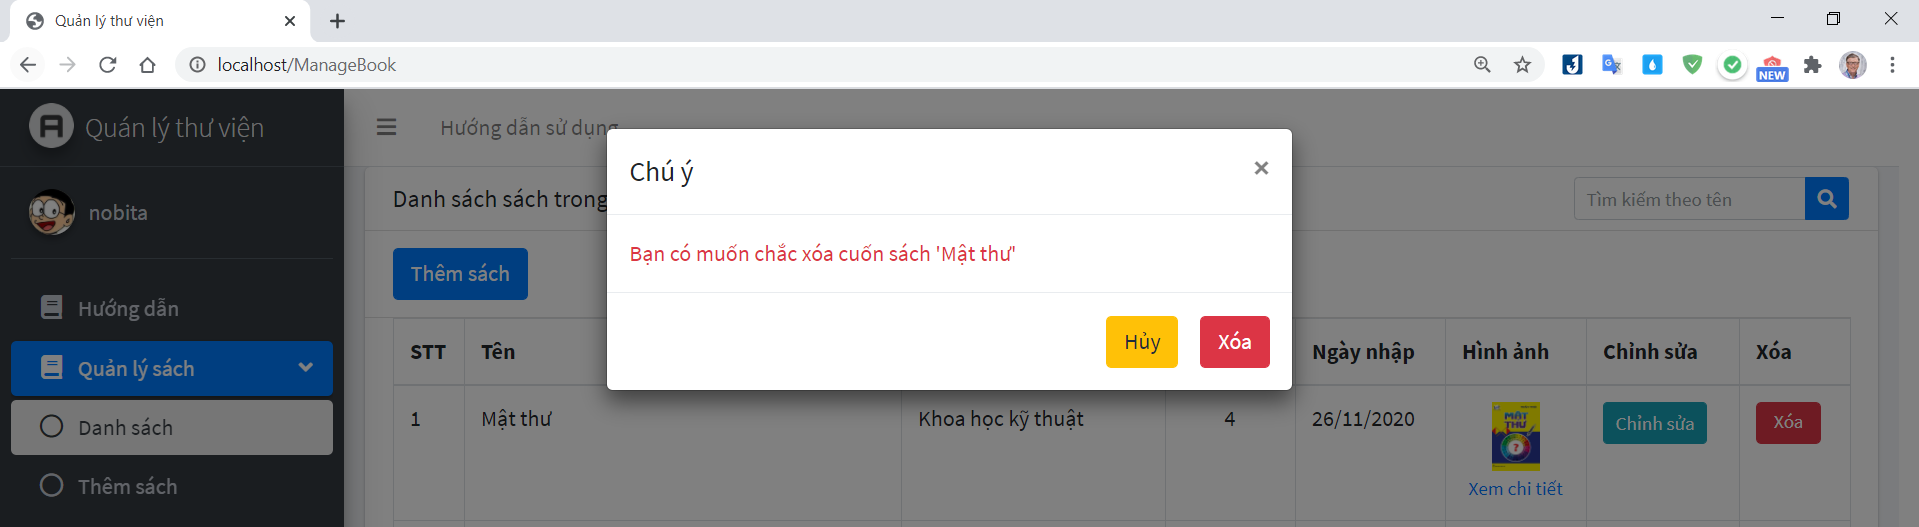 Quản lý thư viện
localhost/ManageBook
NEW
Quán lý thư viện
Hướng dẫn sử dụng
Chú ý
×
nobita
Danh sách sách trong
Tìm kiếm theo tên
Bạn có muốn chắc xóa cuốn sách 'Mật thư'
Thêm sách
Hướng dẫn
Hủy
Xóa
STT
Tên
Ngày nhập
Hình ảnh
Chỉnh sửa
Xóa
Quản lý sách
1
Mật thư
Khoa học kỹ thuật
4
26/11/2020
MẬT
THƯ
?
Chỉnh sửa
Xóa
Danh sách
Xem chi tiết
Thêm sách